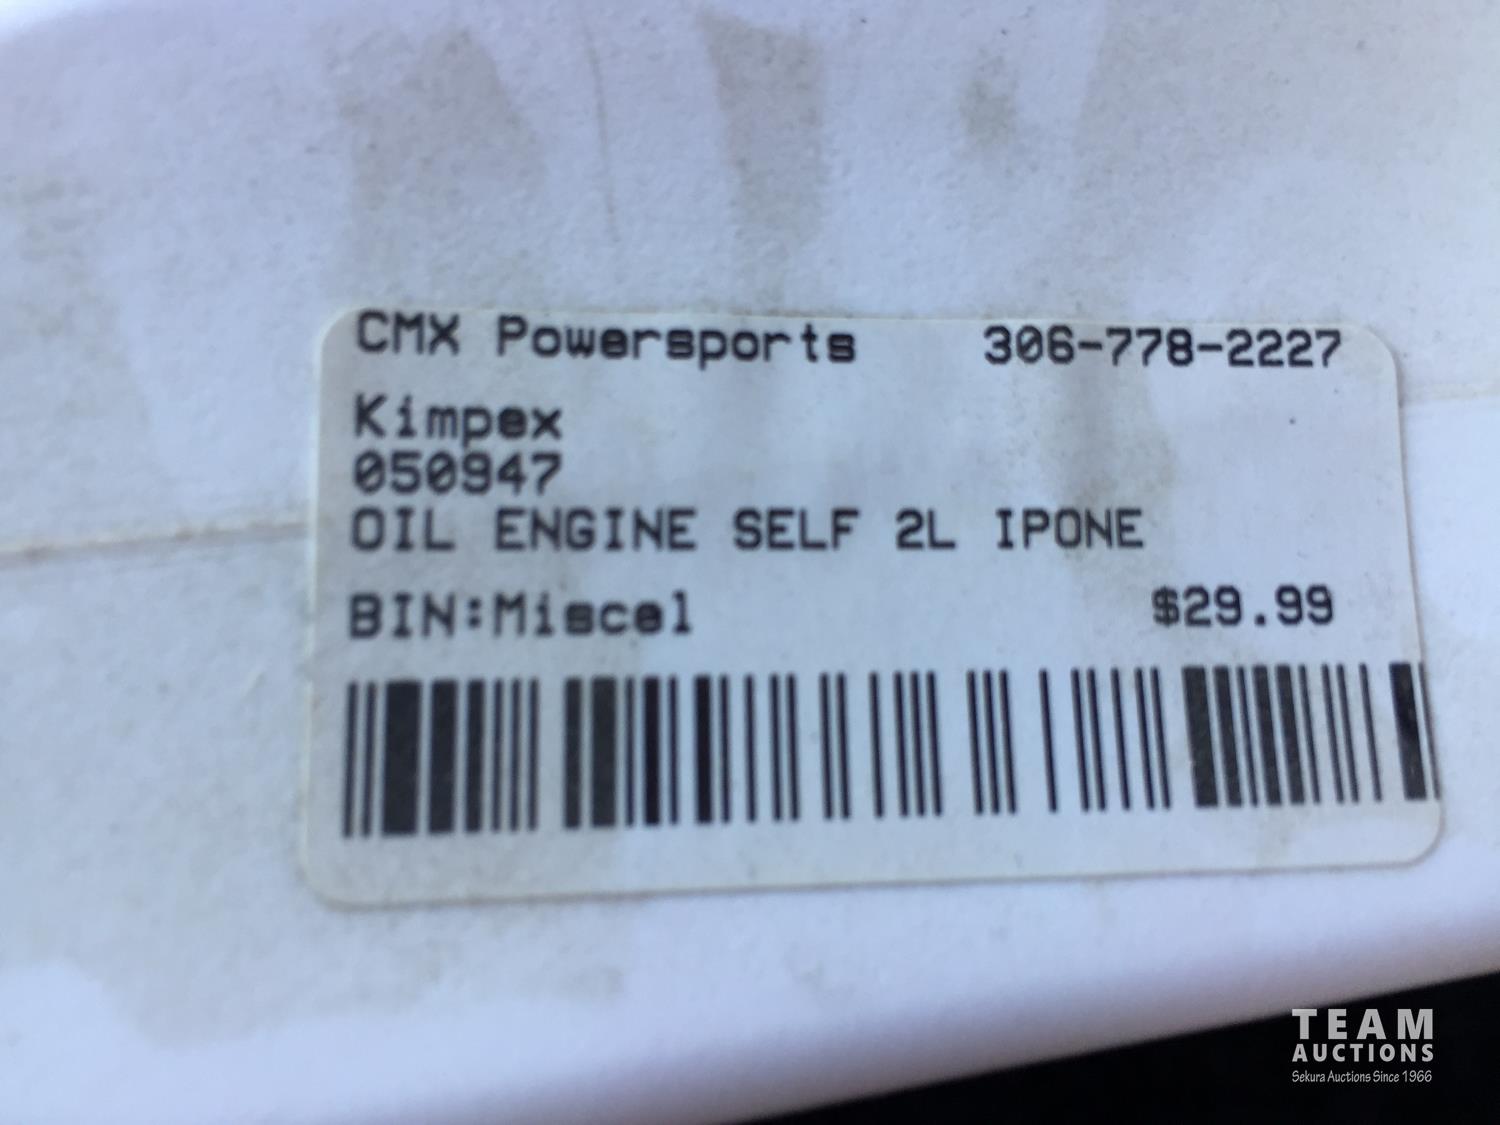 CMX Powersports 306-778-2227
Kimpex
050947
OIL ENGINE SELF 2L IPONE
BIN:Miscel $29.99
TEAM
AUCTIONS
Sekura Auctions Since 1966